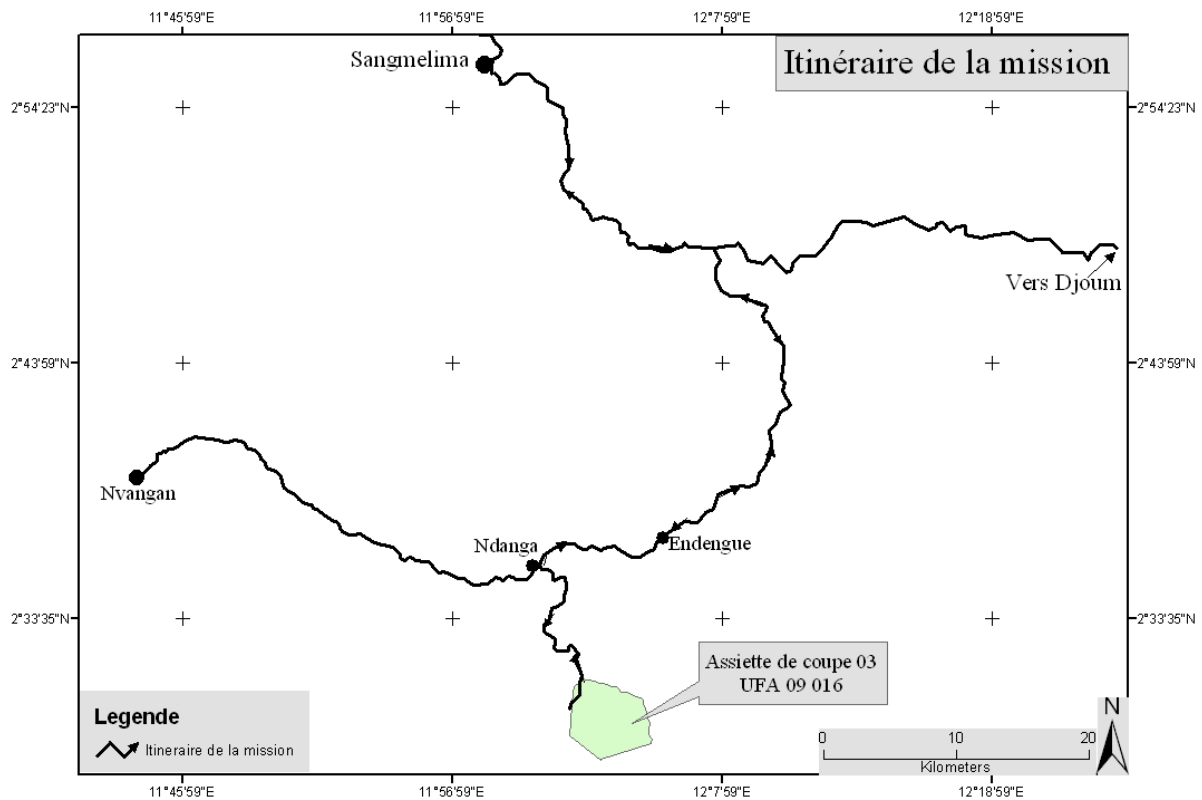 11°45'59"E
11°56'59"E
12°7'59"E
12°18'59"E
Itinéraire de la mission
Sangmelima
2°54'23"N
2°54'23"N
Vers Djoum
2°43'59"N
2°43'59"N
Nvangan
Ndanga
Endengue
2°33'35"N
2°33'35"N
Assiette de coupe 03
UFA 09 016
Legende
Itineraire de la mission
N
0 10 20
Kilometers
11°45'59"E
11°56'59"E
12°7'59"E
12°18'59"E